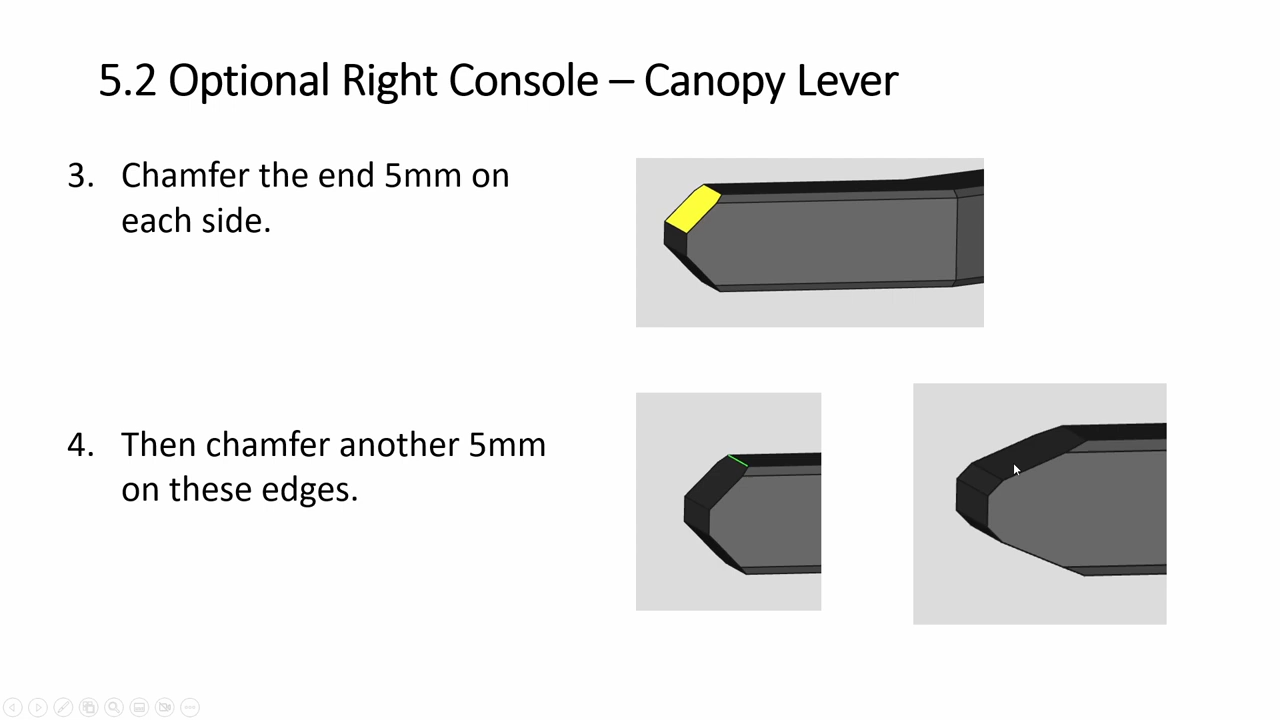 5.2 Optional Right Console – Canopy Lever
3. Chamfer the end 5mm on
each side.
4. Then chamfer another 5mm
on these edges.